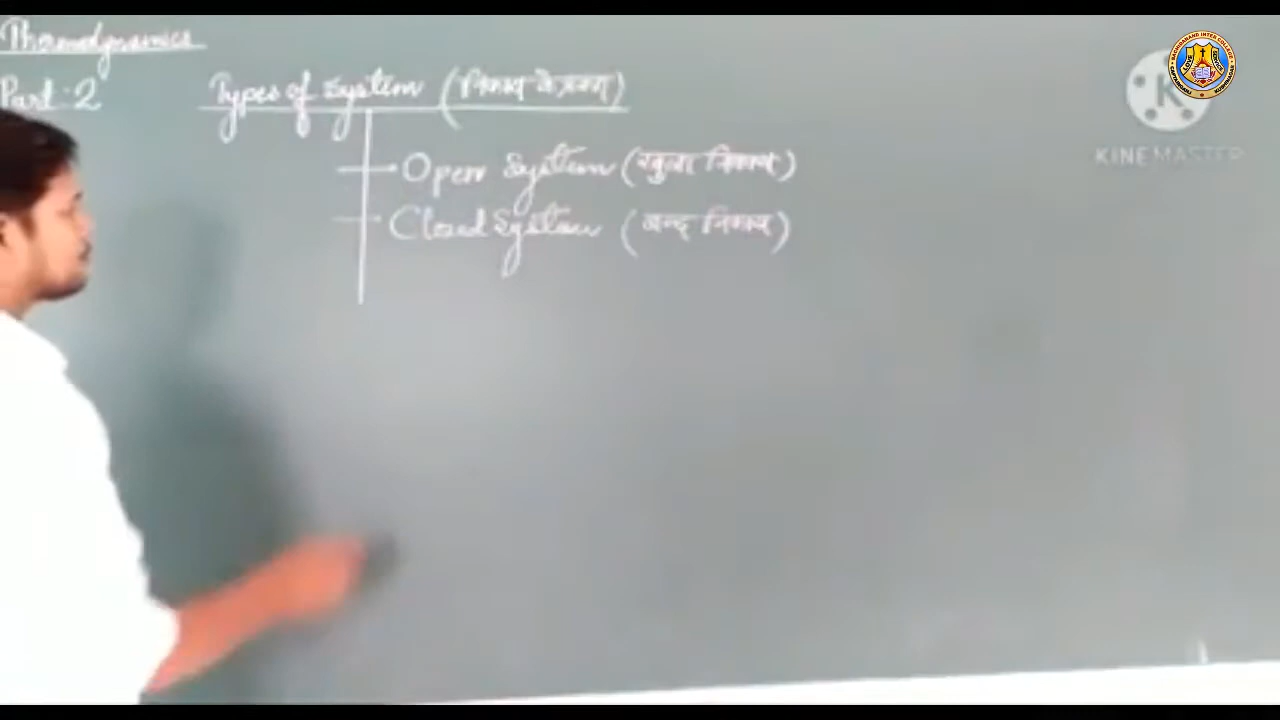 Thermodynamics
Part-2
Types of System (निकाय के प्रकार)
Open System (खुला निकाय)
Closed System (बन्द निकाय)
KINEMASTER